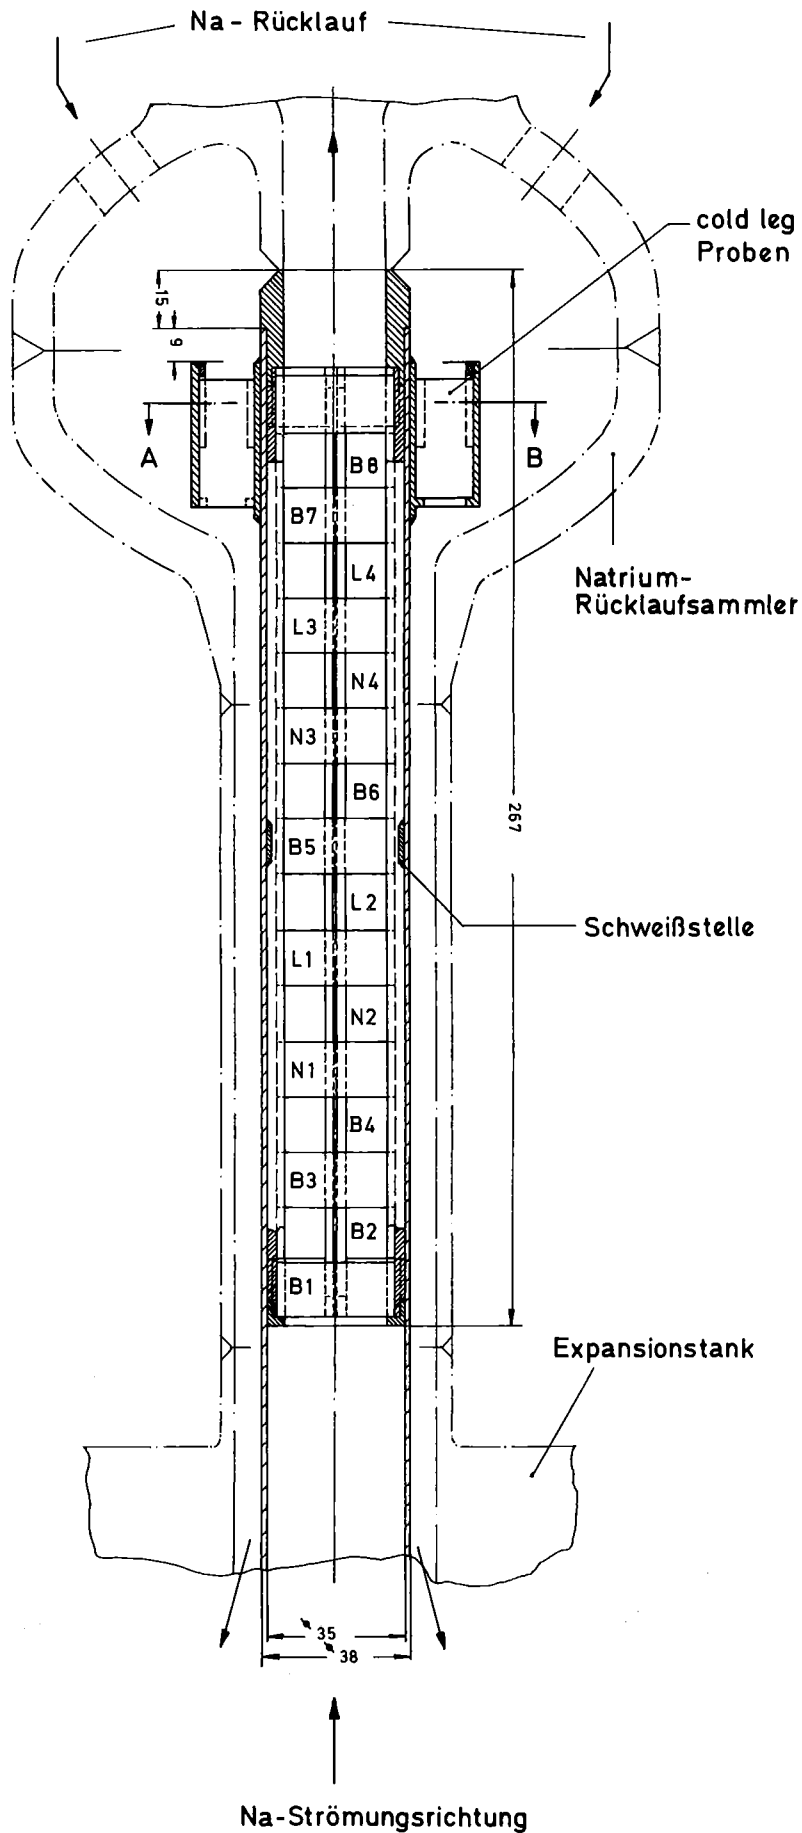 Na - Rücklauf
cold leg
Proben
15
9
A
B
B8
B7
L4
Natrium-
Rücklaufsammler
L3
N4
N3
267
B6
B5
L2
Schweißstelle
L1
N2
N1
B4
B3
B2
B1
Expansionstank
35
38
Na-Strömungsrichtung